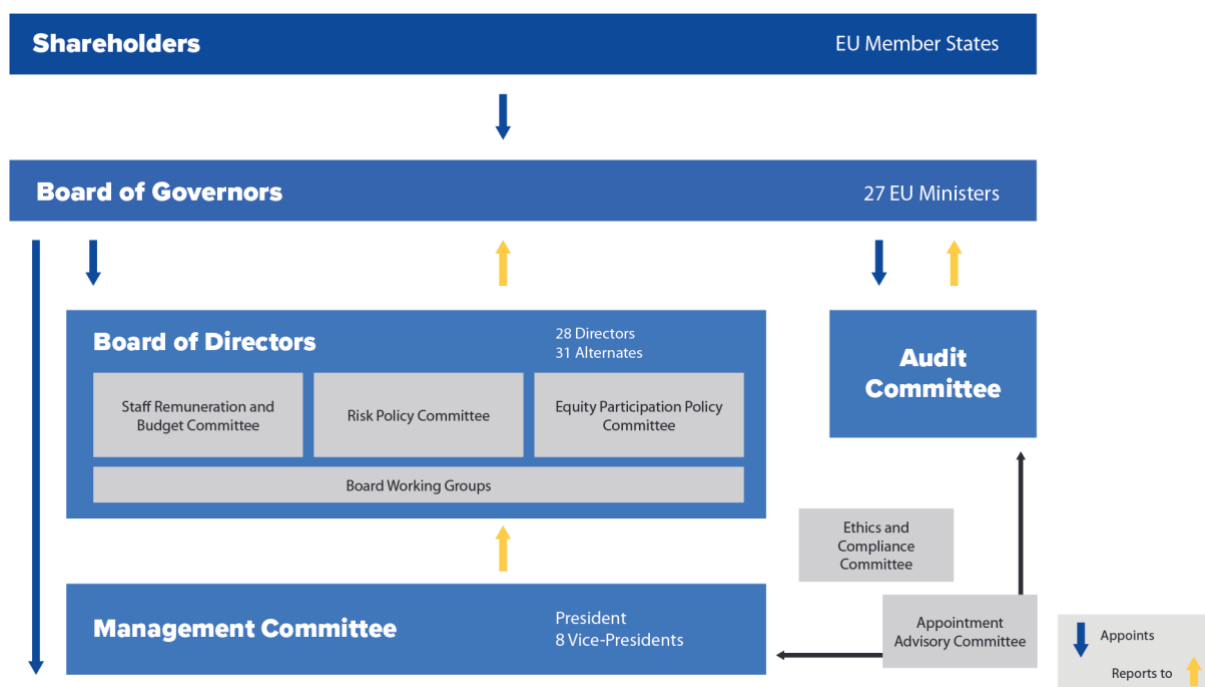 Shareholders
EU Member States
Board of Governors
27 EU Ministers
Board of Directors
28 Directors
31 Alternates
Staff Remuneration and
Budget Committee
Risk Policy Committee
Equity Participation Policy
Committee
Board Working Groups
Audit
Committee
Ethics and
Compliance
Committee
Management Committee
President
8 Vice-Presidents
Appointment
Advisory Committee
Appoints
Reports to